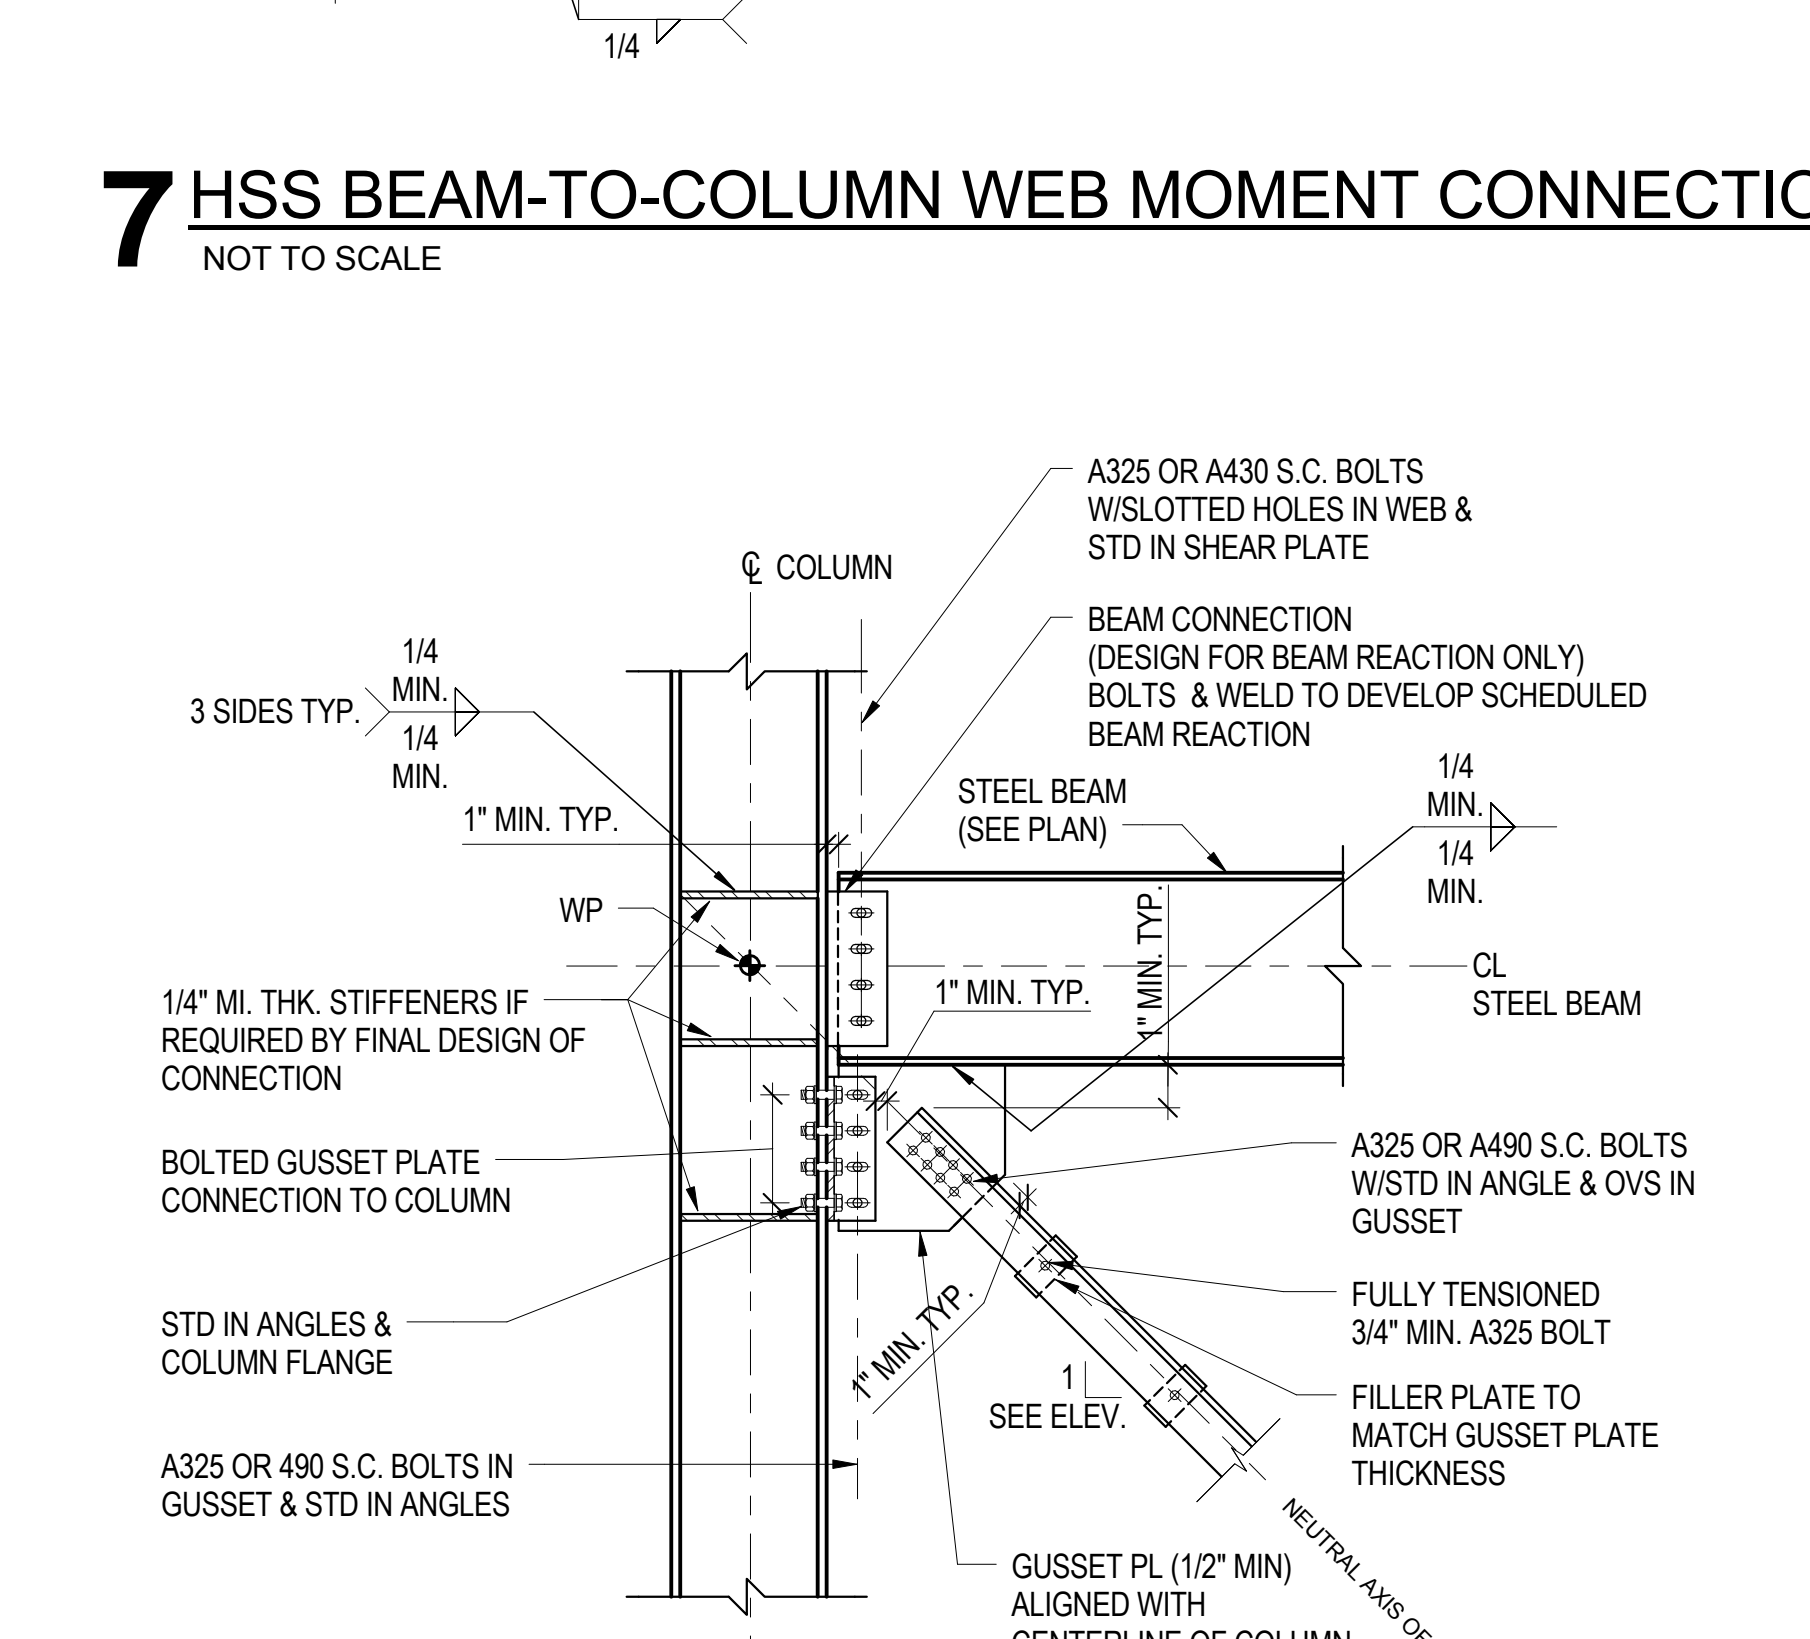 1/4
7 HSS BEAM-TO-COLUMN WEB MOMENT
NOT TO SCALE
A325 OR A430 S.C. BOLTS
W/SLOTTED HOLES IN WEB &
STD IN SHEAR PLATE
℄ COLUMN
BEAM CONNECTION
(DESIGN FOR BEAM REACTION ONLY)
BOLTS & WELD TO DEVELOP SCHEDULED
BEAM REACTION
1/4
MIN.
3 SIDES TYP.
1/4
MIN.
1" MIN. TYP.
STEEL BEAM
(SEE PLAN)
1/4
MIN.
1/4
MIN.
WP
1" MIN. TYP.
1" MIN. TYP.
CL
STEEL BEAM
1/4" MI. THK. STIFFENERS IF
REQUIRED BY FINAL DESIGN OF
CONNECTION
BOLTED GUSSET PLATE
CONNECTION TO COLUMN
A325 OR A490 S.C. BOLTS
W/STD IN ANGLE & OVS IN
GUSSET
FULLY TENSIONED
3/4" MIN. A325 BOLT
STD IN ANGLES &
COLUMN FLANGE
1" MIN. TYP.
1
SEE ELEV.
FILLER PLATE TO
MATCH GUSSET PLATE
THICKNESS
A325 OR 490 S.C. BOLTS IN
GUSSET & STD IN ANGLES
NEUTRAL AXIS OF
GUSSET PL (1/2" MIN)
ALIGNED WITH
CENTERLINE OF COLUMN